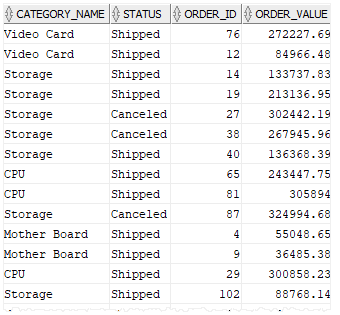 CATEGORY_NAME STATUS ORDER_ID ORDER_VALUE
Video Card Shipped 76 272227.69
Video Card Shipped 12 84966.48
Storage Shipped 14 133737.83
Storage Shipped 19 213136.95
Storage Canceled 27 302442.19
Storage Canceled 38 267945.96
Storage Shipped 40 136368.39
CPU Shipped 65 243447.75
CPU Shipped 81 305894
Storage Canceled 87 324994.68
Mother Board Shipped 4 55048.65
Mother Board Shipped 9 36485.38
CPU Shipped 29 300858.23
Storage Shipped 102 88768.14